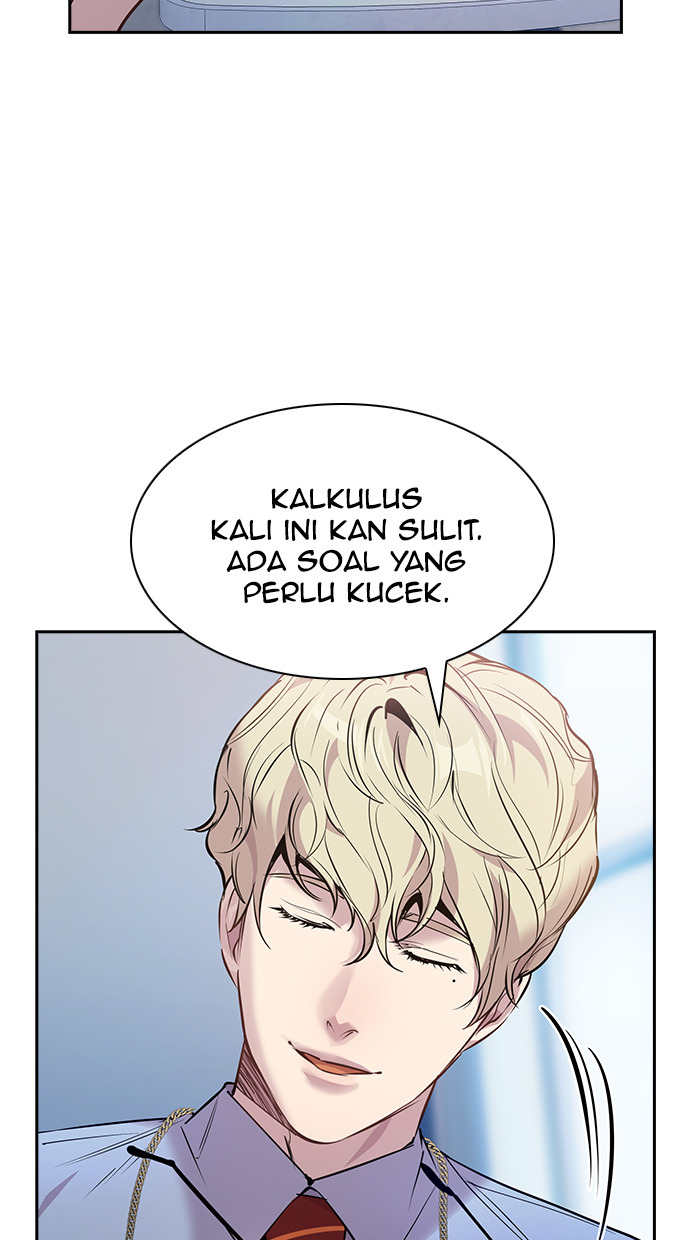 KALKULUS
KALI INI KAN SULIT.
ADA SOAL YANG
PERLU KUCEK.